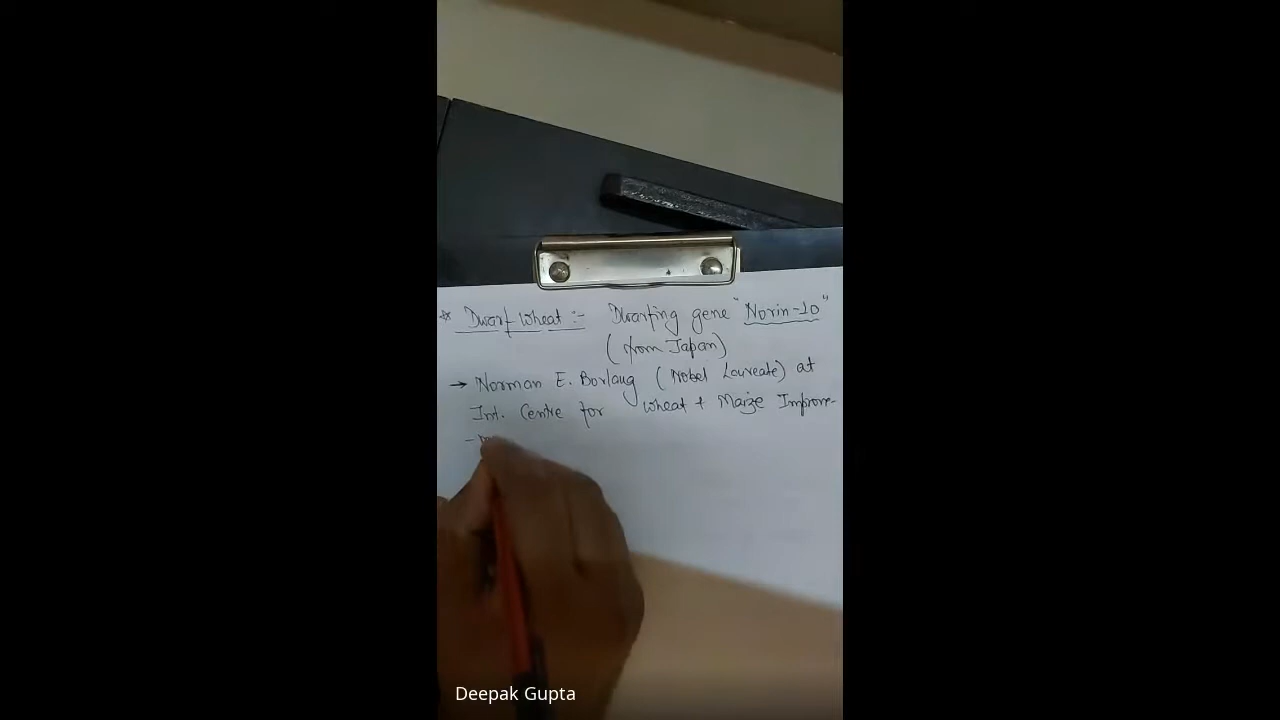 * Dwarf Wheat :- Dwarfing gene "Norin-10"
(from Japan)
→ Norman E. Borlaug (Nobel Laureate) at
Int. Centre for Wheat + Maize Improve-
Deepak Gupta